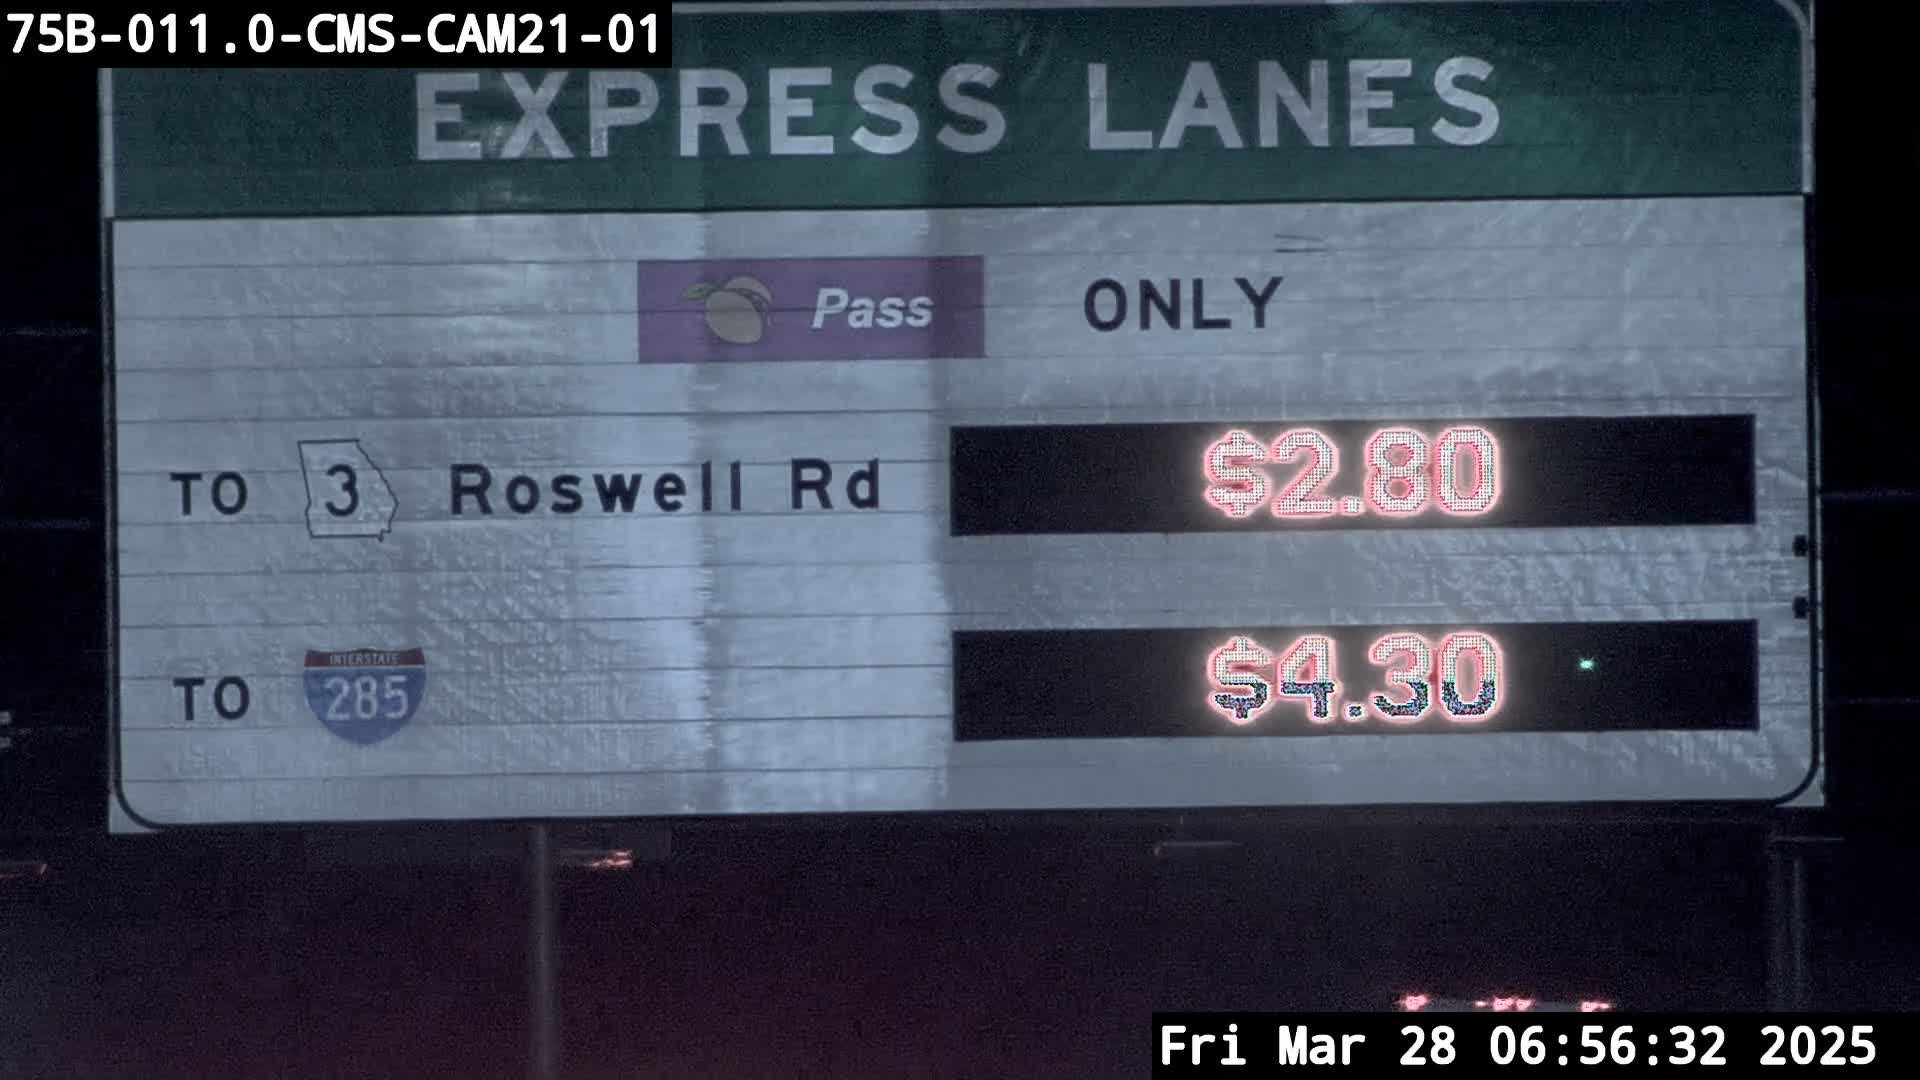 75B-011.0-CMS-CAM21-01
EXPRESS LANES
Pass ONLY
TO 3 Roswell Rd $2.80
TO INTERSTATE 285 $4.30
Fri Mar 28 06:56:32 2025